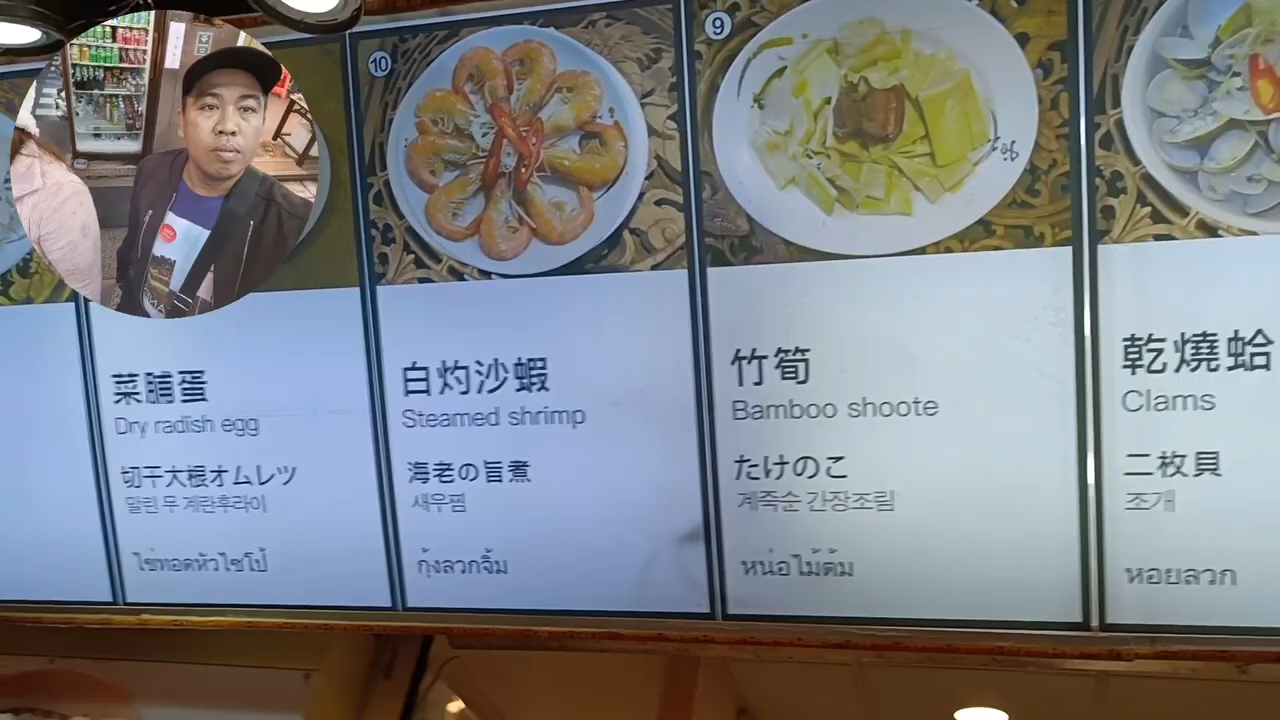 菜脯蛋
Dry radish egg
切干大根オムレツ
말린 무 계란후라이
ไข่ทอดหัวไชโป๊
10
白灼沙蝦
Steamed shrimp
海老の旨煮
새우찜
กุ้งลวกจิ้ม
9
竹筍
Bamboo shoote
たけのこ
계죽순 간장조림
หน่อไม้ต้ม
乾燒蛤
Clams
二枚貝
조개
หอยลวก